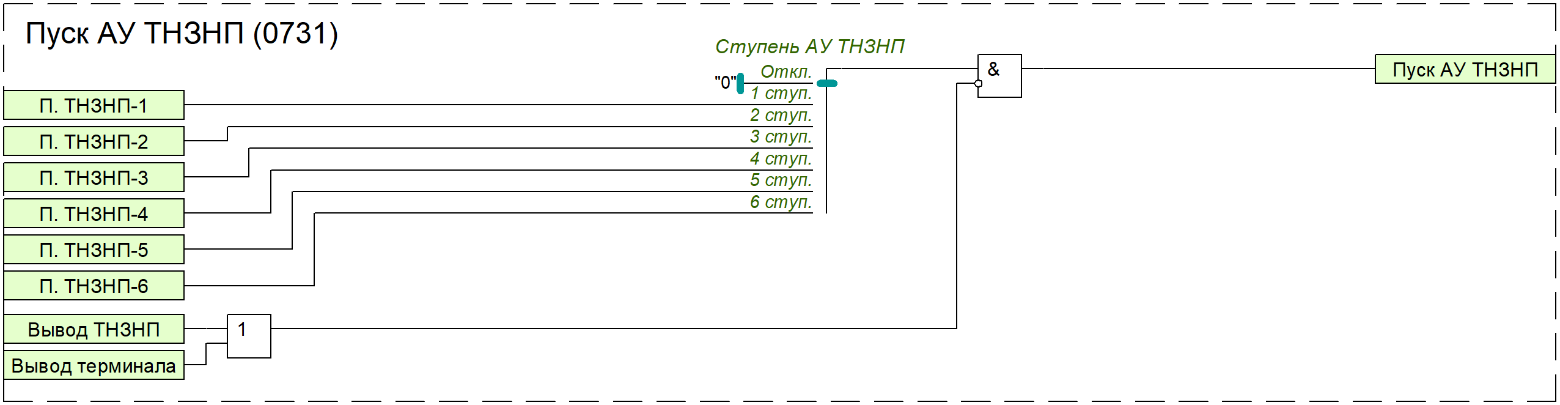 Пуск АУ ТНЗНП (0731)
Ступень АУ ТНЗНП
"0"
Откл.
1 ступ.
2 ступ.
3 ступ.
4 ступ.
5 ступ.
6 ступ.
&
Пуск АУ ТНЗНП
П. ТНЗНП-1
П. ТНЗНП-2
П. ТНЗНП-3
П. ТНЗНП-4
П. ТНЗНП-5
П. ТНЗНП-6
Вывод ТНЗНП
1
Вывод терминала